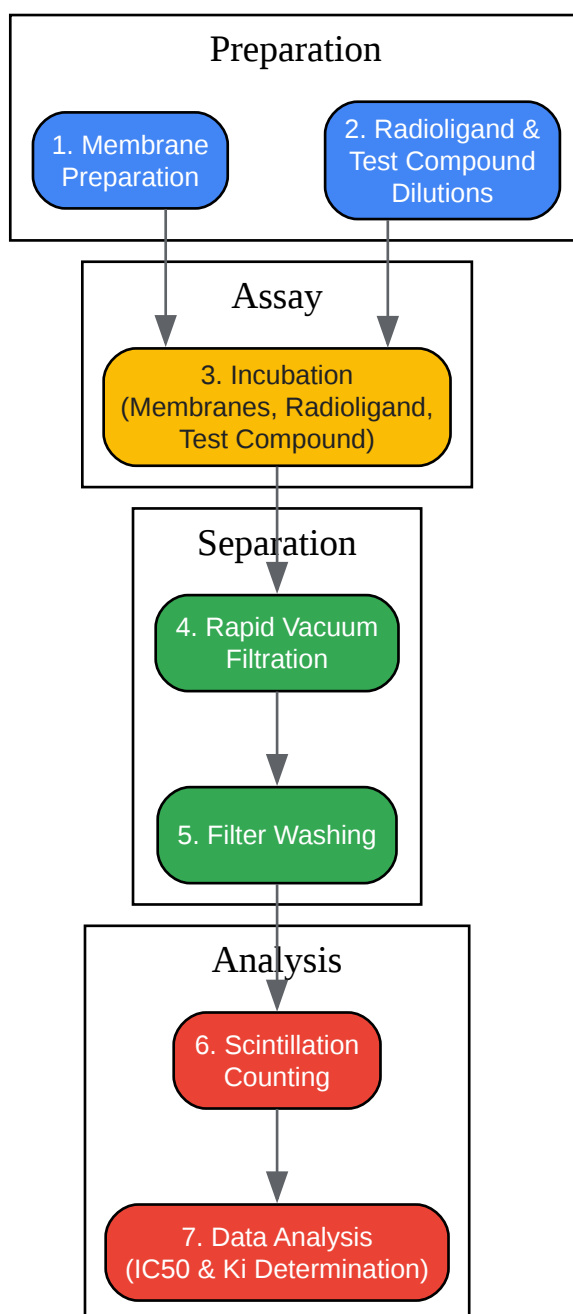 Preparation
1. Membrane
Preparation
2. Radioligand &
Test Compound
Dilutions
Assay
3. Incubation
(Membranes, Radioligand,
Test Compound)
Separation
4. Rapid Vacuum
Filtration
5. Filter Washing
Analysis
6. Scintillation
Counting
7. Data Analysis
(IC50 & Ki Determination)